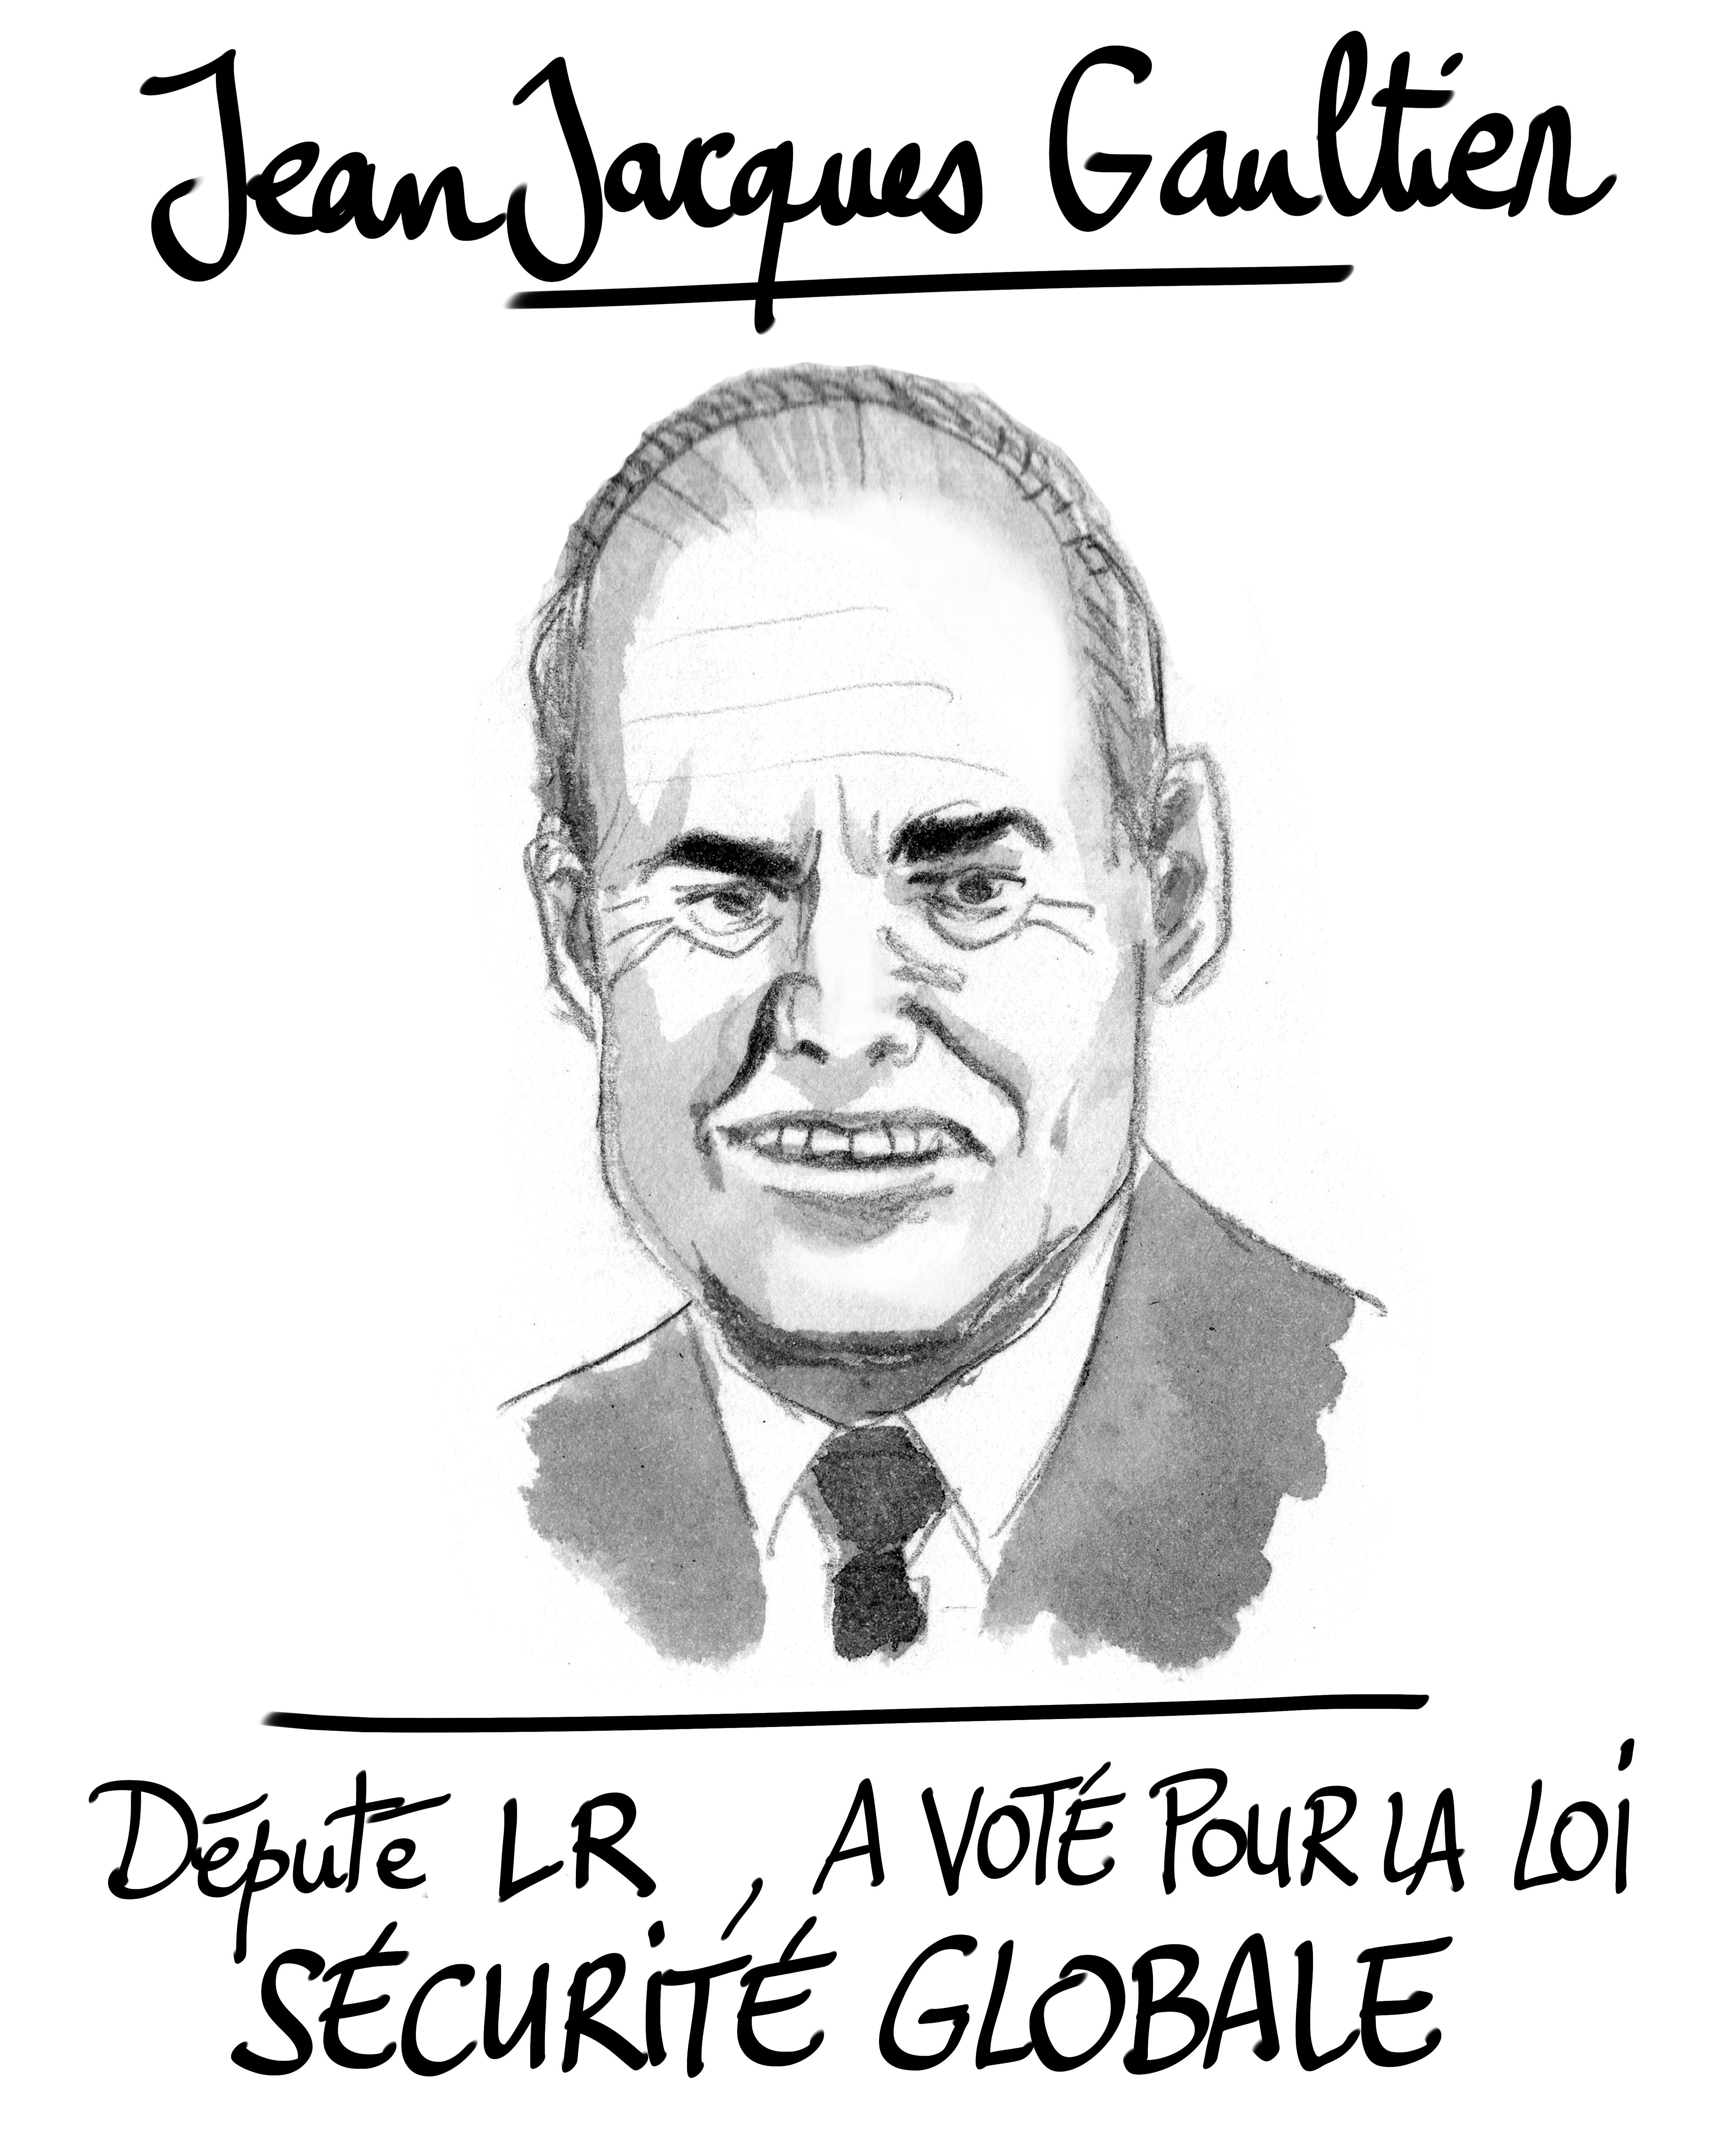 Jean Jacques Gaultier
Député LR, A VOTÉ POUR LA LOI
SÉCURITÉ GLOBALE